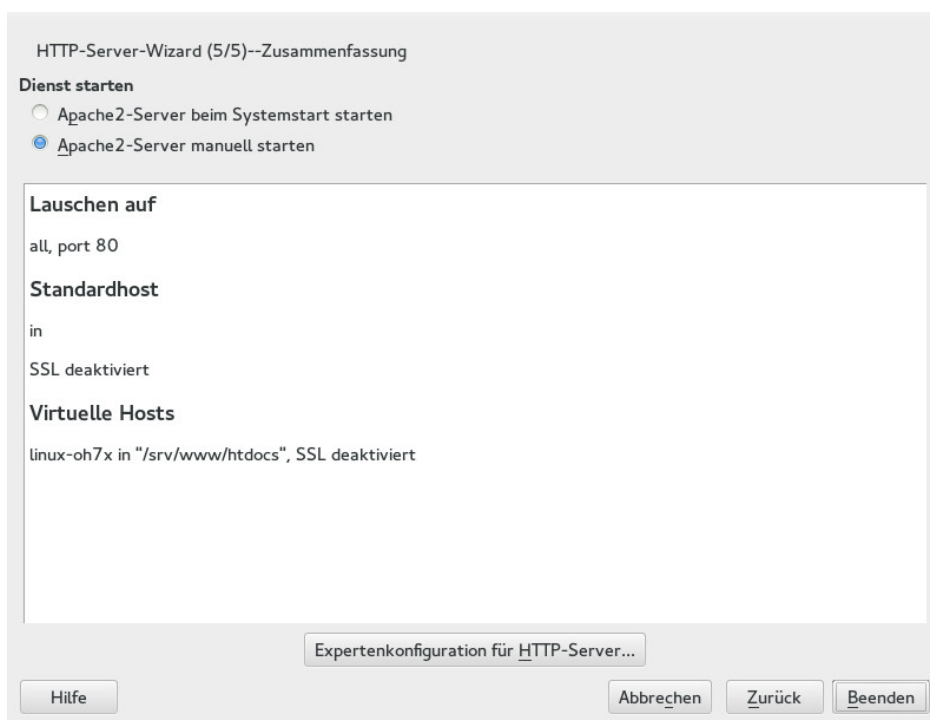 HTTP-Server-Wizard (5/5)--Zusammenfassung
Dienst starten
Apache2-Server beim Systemstart starten
Apache2-Server manuell starten
Lauschen auf
all, port 80
Standardhost
in
SSL deaktiviert
Virtuelle Hosts
linux-oh7x in "/srv/www/htdocs", SSL deaktiviert
Expertenkonfiguration für HTTP-Server...
Hilfe
Abbrechen
Zurück
Beenden